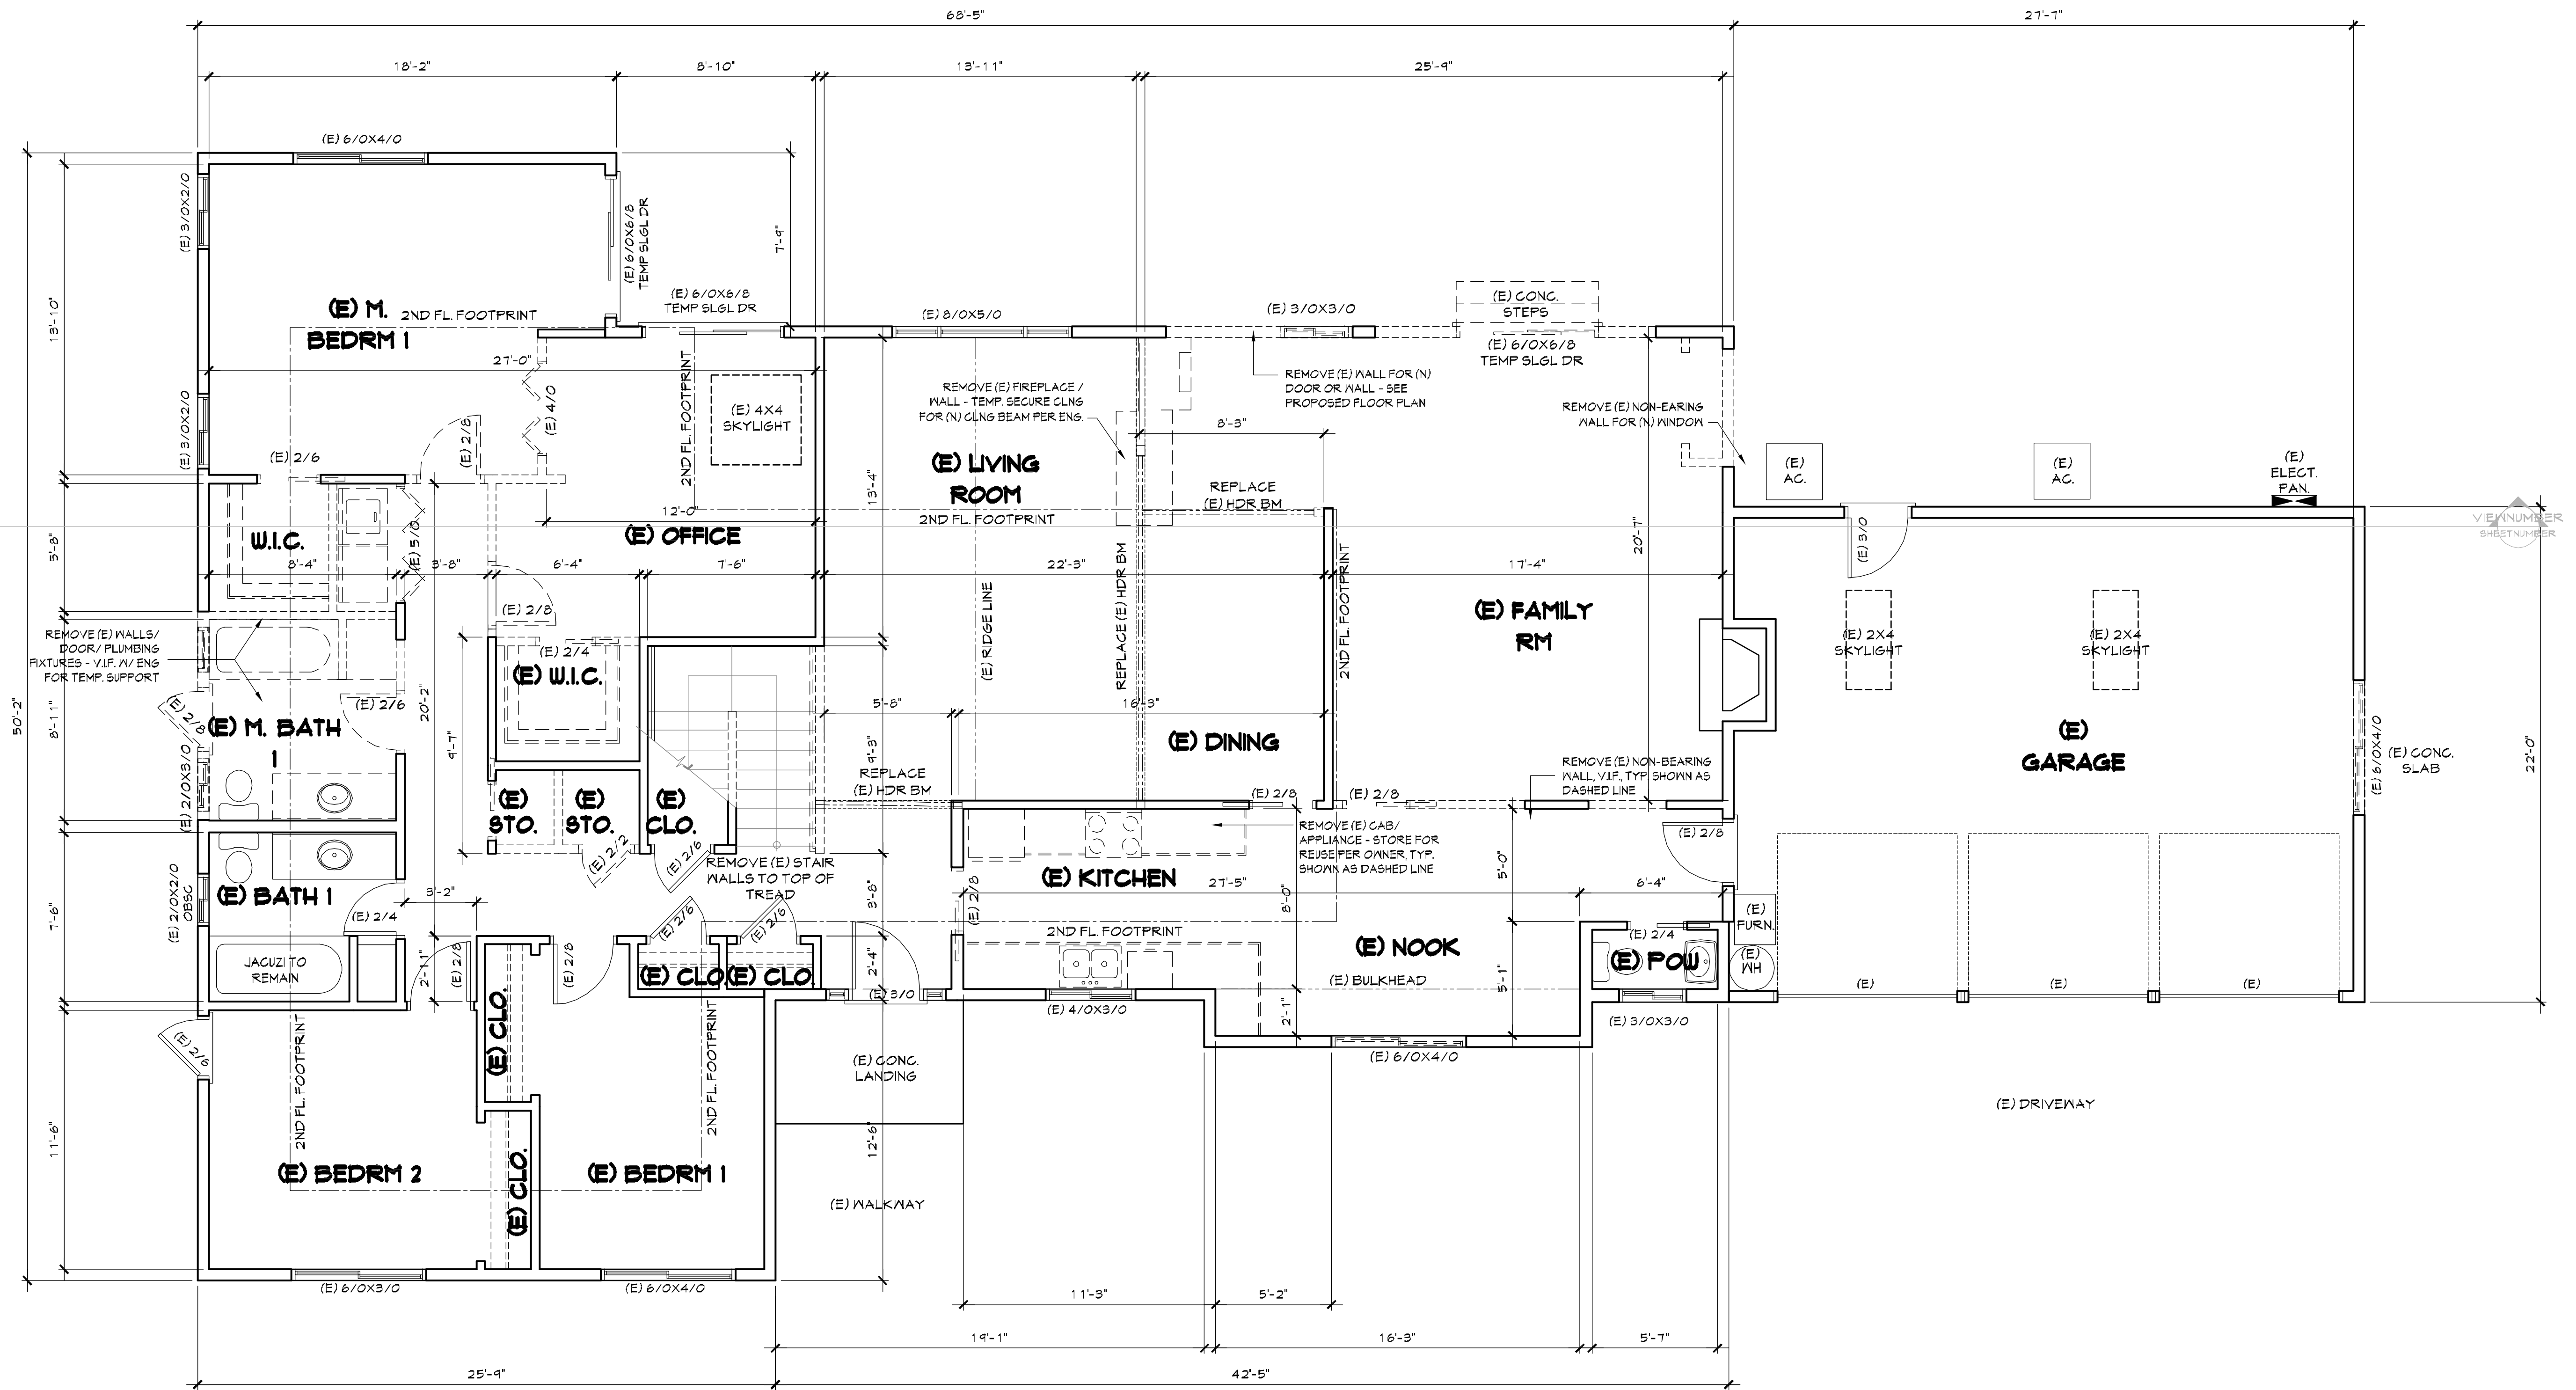 68'-5"
27'-7"
18'-2"
8'-10"
13'-11"
25'-9"
(E) 6/0X4/0
(E) 3/0X2/0
(E) 6/0X6/8
TEMP SLGL DR
7'-9"
(E) 6/0X6/8
TEMP SLGL DR
(E) 8/0X5/0
(E) 3/0X3/0
(E) CONC.
STEPS
(E) 6/0X6/8
TEMP SLGL DR
13'-10"
(E) M.
BEDRM 1
2ND FL. FOOTPRINT
27'-0"
2ND FL. FOOTPRINT
(E) 4/0
(E) 4X4
SKYLIGHT
REMOVE (E) FIREPLACE /
WALL - TEMP. SECURE CLNG
FOR (N) CLNG BEAM PER ENG.
REMOVE (E) WALL FOR (N)
DOOR OR WALL - SEE
PROPOSED FLOOR PLAN
REMOVE (E) NON-EARING
WALL FOR (N) WINDOW
8'-3"
(E) 3/0X2/0
(E) 2/8
(E) 2/6
(E) LIVING
ROOM
2ND FL. FOOTPRINT
REPLACE
(E) HDR BM
13'-4"
(E)
AC.
(E)
AC.
(E)
ELECT.
PAN.
VIEWNUMBER
SHEETNUMBER
12'-0"
(E) OFFICE
W.I.C.
(E) 5/0
5'-8"
20'-7"
(E) 3/0
8'-4"
3'-8"
6'-4"
7'-6"
22'-3"
17'-4"
(E) 2/8
(E) RIDGE LINE
REPLACE (E) HDR BM
2ND FL. FOOTPRINT
(E) FAMILY
RM
(E) 2X4
SKYLIGHT
(E) 2X4
SKYLIGHT
REMOVE (E) WALLS/
DOOR/ PLUMBING
FIXTURES - V.I.F. W/ ENG
FOR TEMP. SUPPORT
(E) 2/4
(E) W.I.C.
50'-2"
8'-11"
(E) 2/8
(E) 2/6
20'-2"
9'-7"
5'-8"
16'-3"
(E) M. BATH
1
(E) DINING
9'-3"
(E)
GARAGE
(E) 6/0X4/0
(E) CONC.
SLAB
22'-0"
(E) 2/0X3/0
REPLACE
(E) HDR BM
REMOVE (E) NON-BEARING
WALL, V.I.F., TYP. SHOWN AS
DASHED LINE
(E)
STO.
(E)
STO.
(E)
CLO.
(E) 2/8
(E) 2/8
REMOVE (E) CAB/
APPLIANCE - STORE FOR
REUSE PER OWNER, TYP.
SHOWN AS DASHED LINE
(E) 2/8
(E) 2/2
(E) 2/6
REMOVE (E) STAIR
WALLS TO TOP OF
TREAD
(E) KITCHEN
27'-5"
5'-0"
6'-4"
8'-0"
3'-8"
(E) 2/8
(E) 2/0X2/0
OBSC
7'-6"
(E) BATH 1
3'-2"
(E) 2/4
(E) 2/6
(E) 2/6
2ND FL. FOOTPRINT
(E) NOOK
(E) 2/4
(E) POW
(E)
FURN.
(E)
WH
JACUZI TO
REMAIN
2'-11"
(E) 2/8
(E) 2/8
(E) CLO.
(E) CLO.
2'-4"
(E) 3/0
(E) BULKHEAD
5'-1"
(E)
(E)
(E)
(E) 2/6
(E) CLO.
(E) 4/0X3/0
2'-1"
(E) 3/0X3/0
2ND FL. FOOTPRINT
2ND FL. FOOTPRINT
(E) CONC.
LANDING
(E) 6/0X4/0
(E) DRIVEWAY
11'-6"
12'-6"
(E) BEDRM 2
(E) CLO.
(E) BEDRM 1
(E) WALKWAY
(E) 6/0X3/0
(E) 6/0X4/0
11'-3"
5'-2"
19'-1"
16'-3"
5'-7"
25'-9"
42'-5"